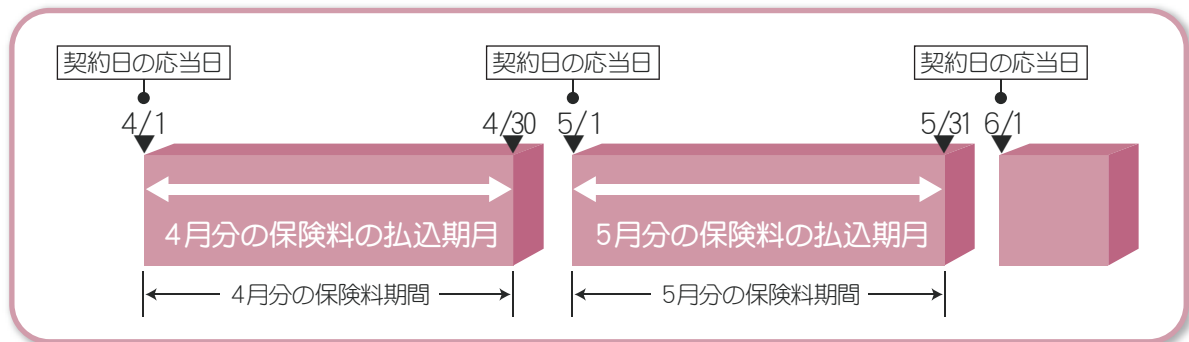 契約日の応当日 契約日の応当日 契約日の応当日
4/1 4/30 5/1 5/31 6/1
4月分の保険料の払込期月 5月分の保険料の払込期月
4月分の保険料期間 5月分の保険料期間